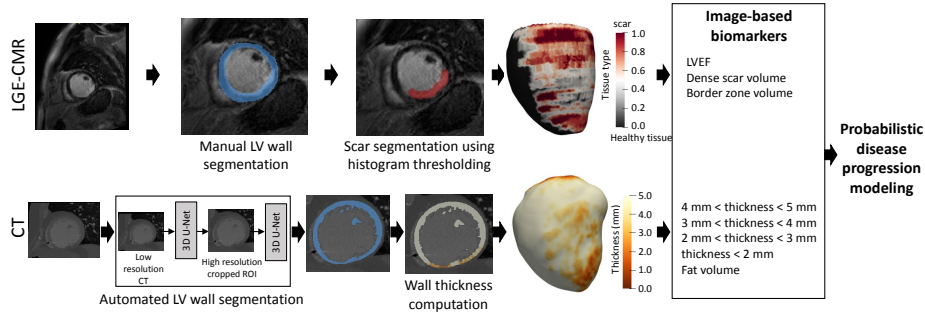 LGE-CMR
Manual LV wall
segmentation
Scar segmentation using
histogram thresholding
scar
1.0
0.8
0.6
0.4
0.2
0.0
Tissue type
Healthy tissue
Image-based
biomarkers
LVEF
Dense scar volume
Border zone volume
Probabilistic
disease
progression
modeling
CT
Low
resolution
CT
3D U-Net
High resolution
cropped ROI
3D U-Net
Automated LV wall segmentation
Wall thickness
computation
5.0
4.0
3.0
2.0
1.0
0.0
Thickness (mm)
4 mm < thickness < 5 mm
3 mm < thickness < 4 mm
2 mm < thickness < 3 mm
thickness < 2 mm
Fat volume